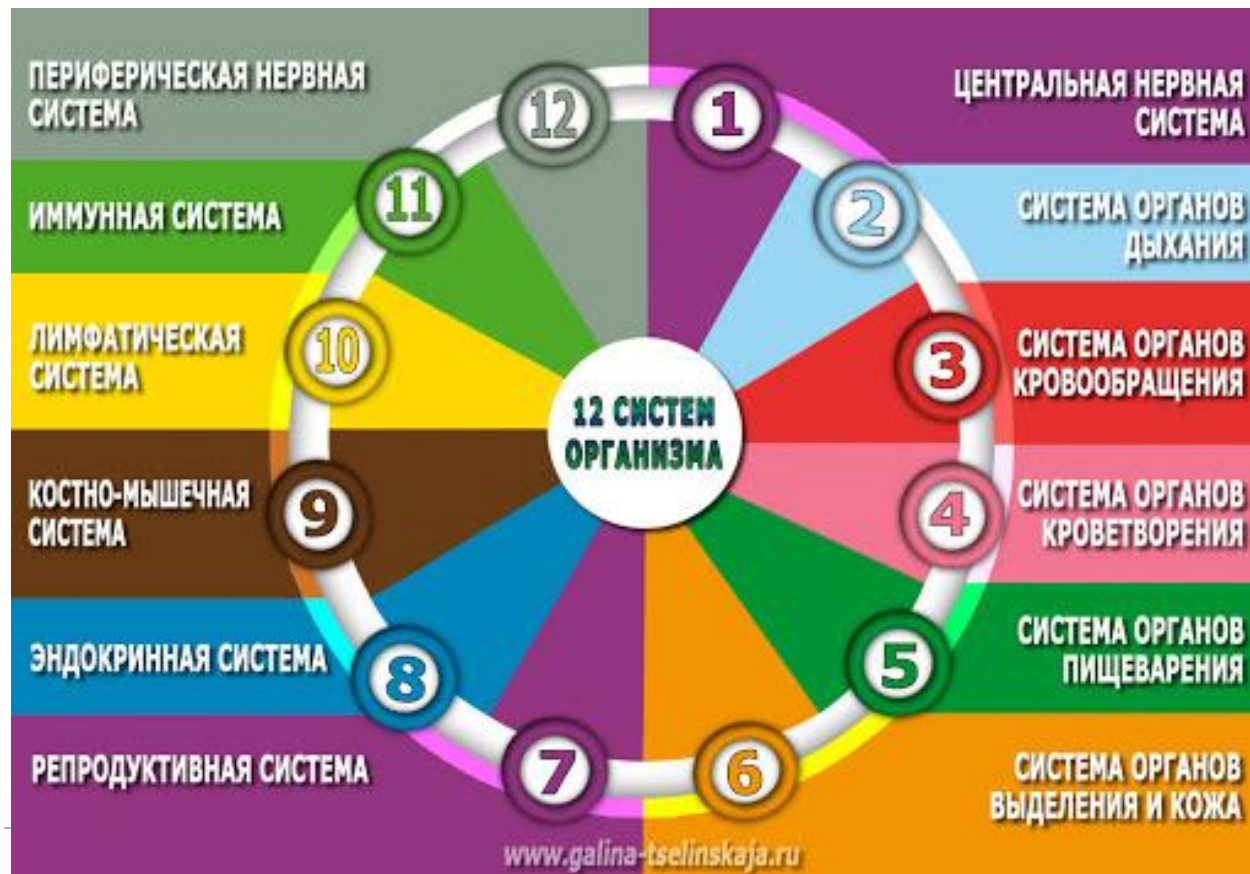 ПЕРИФЕРИЧЕСКАЯ НЕРВНАЯ
СИСТЕМА
12
1
ЦЕНТРАЛЬНАЯ НЕРВНАЯ
СИСТЕМА
ИММУННАЯ СИСТЕМА
11
2
СИСТЕМА ОРГАНОВ
ДЫХАНИЯ
ЛИМФАТИЧЕСКАЯ
СИСТЕМА
10
3
СИСТЕМА ОРГАНОВ
КРОВООБРАЩЕНИЯ
12 СИСТЕМ
ОРГАНИЗМА
КОСТНО-МЫШЕЧНАЯ
СИСТЕМА
9
4
СИСТЕМА ОРГАНОВ
КРОВЕТВОРЕНИЯ
ЭНДОКРИННАЯ СИСТЕМА
8
5
СИСТЕМА ОРГАНОВ
ПИЩЕВАРЕНИЯ
РЕПРОДУКТИВНАЯ СИСТЕМА
7
6
СИСТЕМА ОРГАНОВ
ВЫДЕЛЕНИЯ И КОЖА
www.galina-tselinskaja.ru